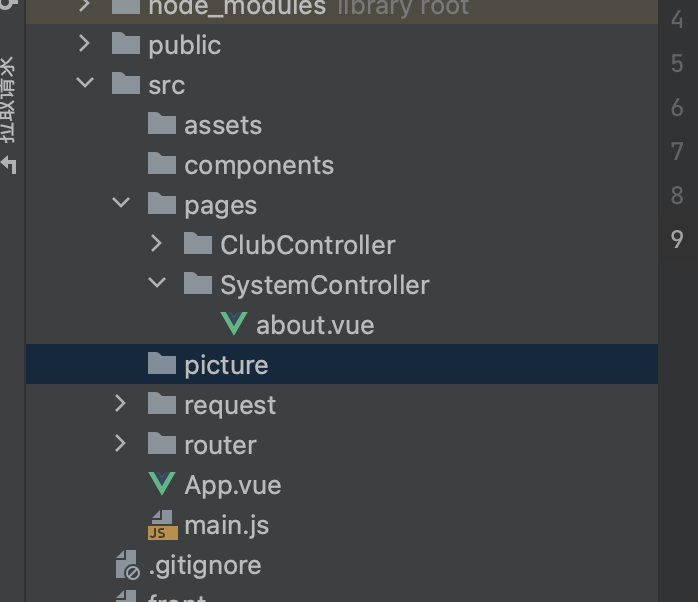 node_modules library root
public
src
assets
components
pages
ClubController
SystemController
about.vue
picture
request
router
App.vue
JS main.js
.gitignore
拉取请求
4
5
6
7
8
9